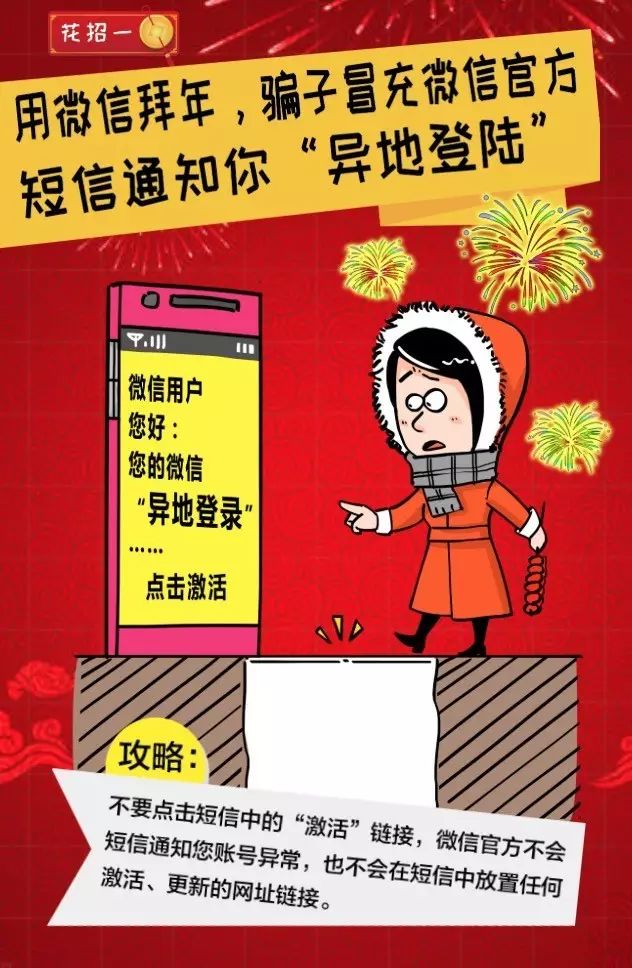 花招一
用微信拜年，骗子冒充微信官方
短信通知你“异地登陆”
微信用户
您好：
您的微信
“异地登录”
……
点击激活
攻略：
不要点击短信中的“激活”链接，微信官方不会
短信通知您账号异常，也不会在短信中放置任何
激活、更新的网址链接。